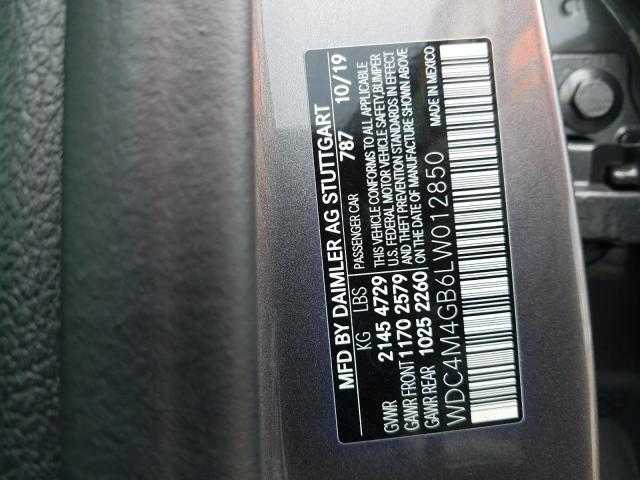 MFD BY DAIMLER AG STUTTGART
787 10/19
KG LBS
PASSENGER CAR
GVWR 2145 4729
GAWR FRONT 1170 2579
GAWR REAR 1025 2260
THIS VEHICLE CONFORMS TO ALL APPLICABLE
U.S. FEDERAL MOTOR VEHICLE SAFETY, BUMPER
AND THEFT PREVENTION STANDARDS IN EFFECT
ON THE DATE OF MANUFACTURE SHOWN ABOVE
WDC4M4GB6LW012850 MADE IN MEXICO